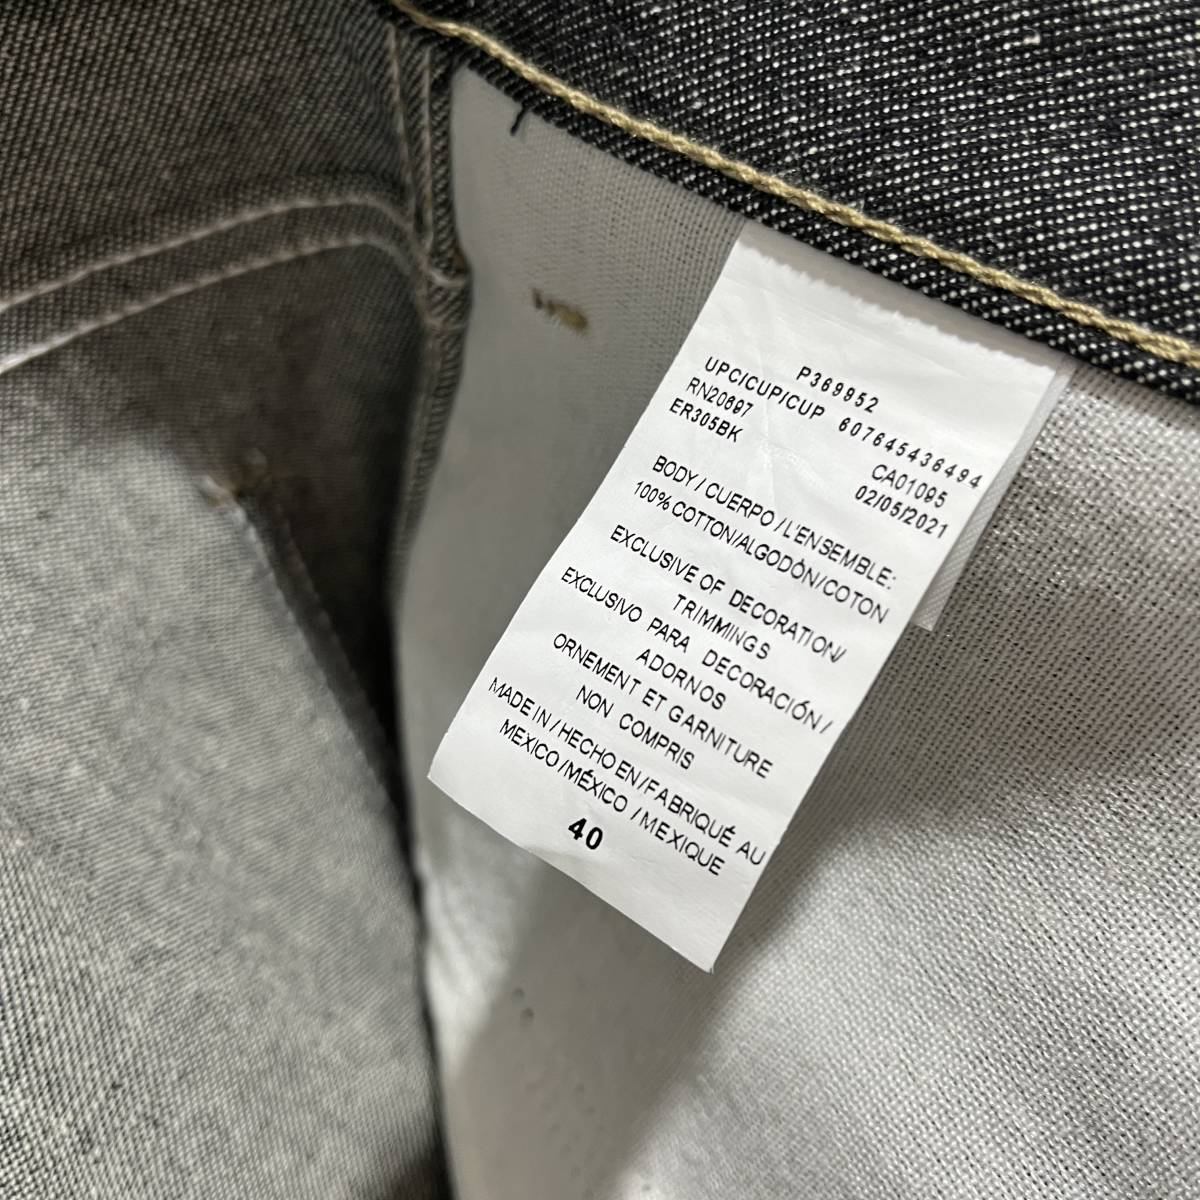 P369952
UPC/CUP/CUP 607645436494
RN20697 CA01095
ER305BK 02/05/2021
BODY / CUERPO / L'ENSEMBLE:
100% COTTON/ALGODÓN/COTON
EXCLUSIVE OF DECORATION/
TRIMMINGS
EXCLUSIVO PARA DECORACIÓN/
ADORNOS
ORNEMENT ET GARNITURE
NON COMPRIS
MADE IN / HECHO EN / FABRIQUÉ AU
MEXICO / MÉXICO / MEXIQUE
40